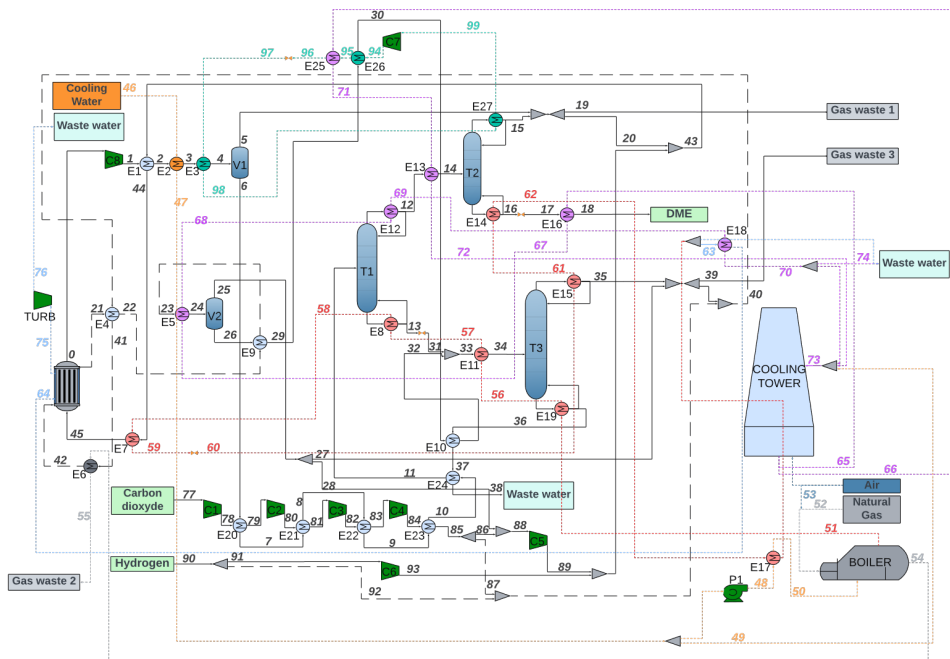 30
99
C7
97
96
95
94
E25
E26
71
Cooling
Water
46
Waste water
E27
15
19
Gas waste 1
20
43
Gas waste 3
C8
1
2
3
4
5
V1
6
E1
E2
E3
44
98
47
E13
14
T2
62
69
12
E12
16
17
18
E14
E16
DME
68
67
E18
63
72
70
74
Waste water
76
TURB
21
22
E4
41
23
24
25
E5
V2
26
29
E9
T1
58
E8
13
61
35
E15
39
40
57
31
32
33
34
E11
T3
75
0
64
COOLING
TOWER
73
56
E19
36
45
E7
59
60
E10
42
E6
27
37
11
E24
28
38
Waste water
65
66
Carbon
dioxyde
77
C1
78
79
C2
80
8
81
C3
82
83
C4
84
10
85
86
88
C5
E20
E21
E22
E23
7
9
53
Air
52
Natural
Gas
55
51
Hydrogen
90
91
C6
93
89
E17
BOILER
54
Gas waste 2
92
87
P1
48
50
49